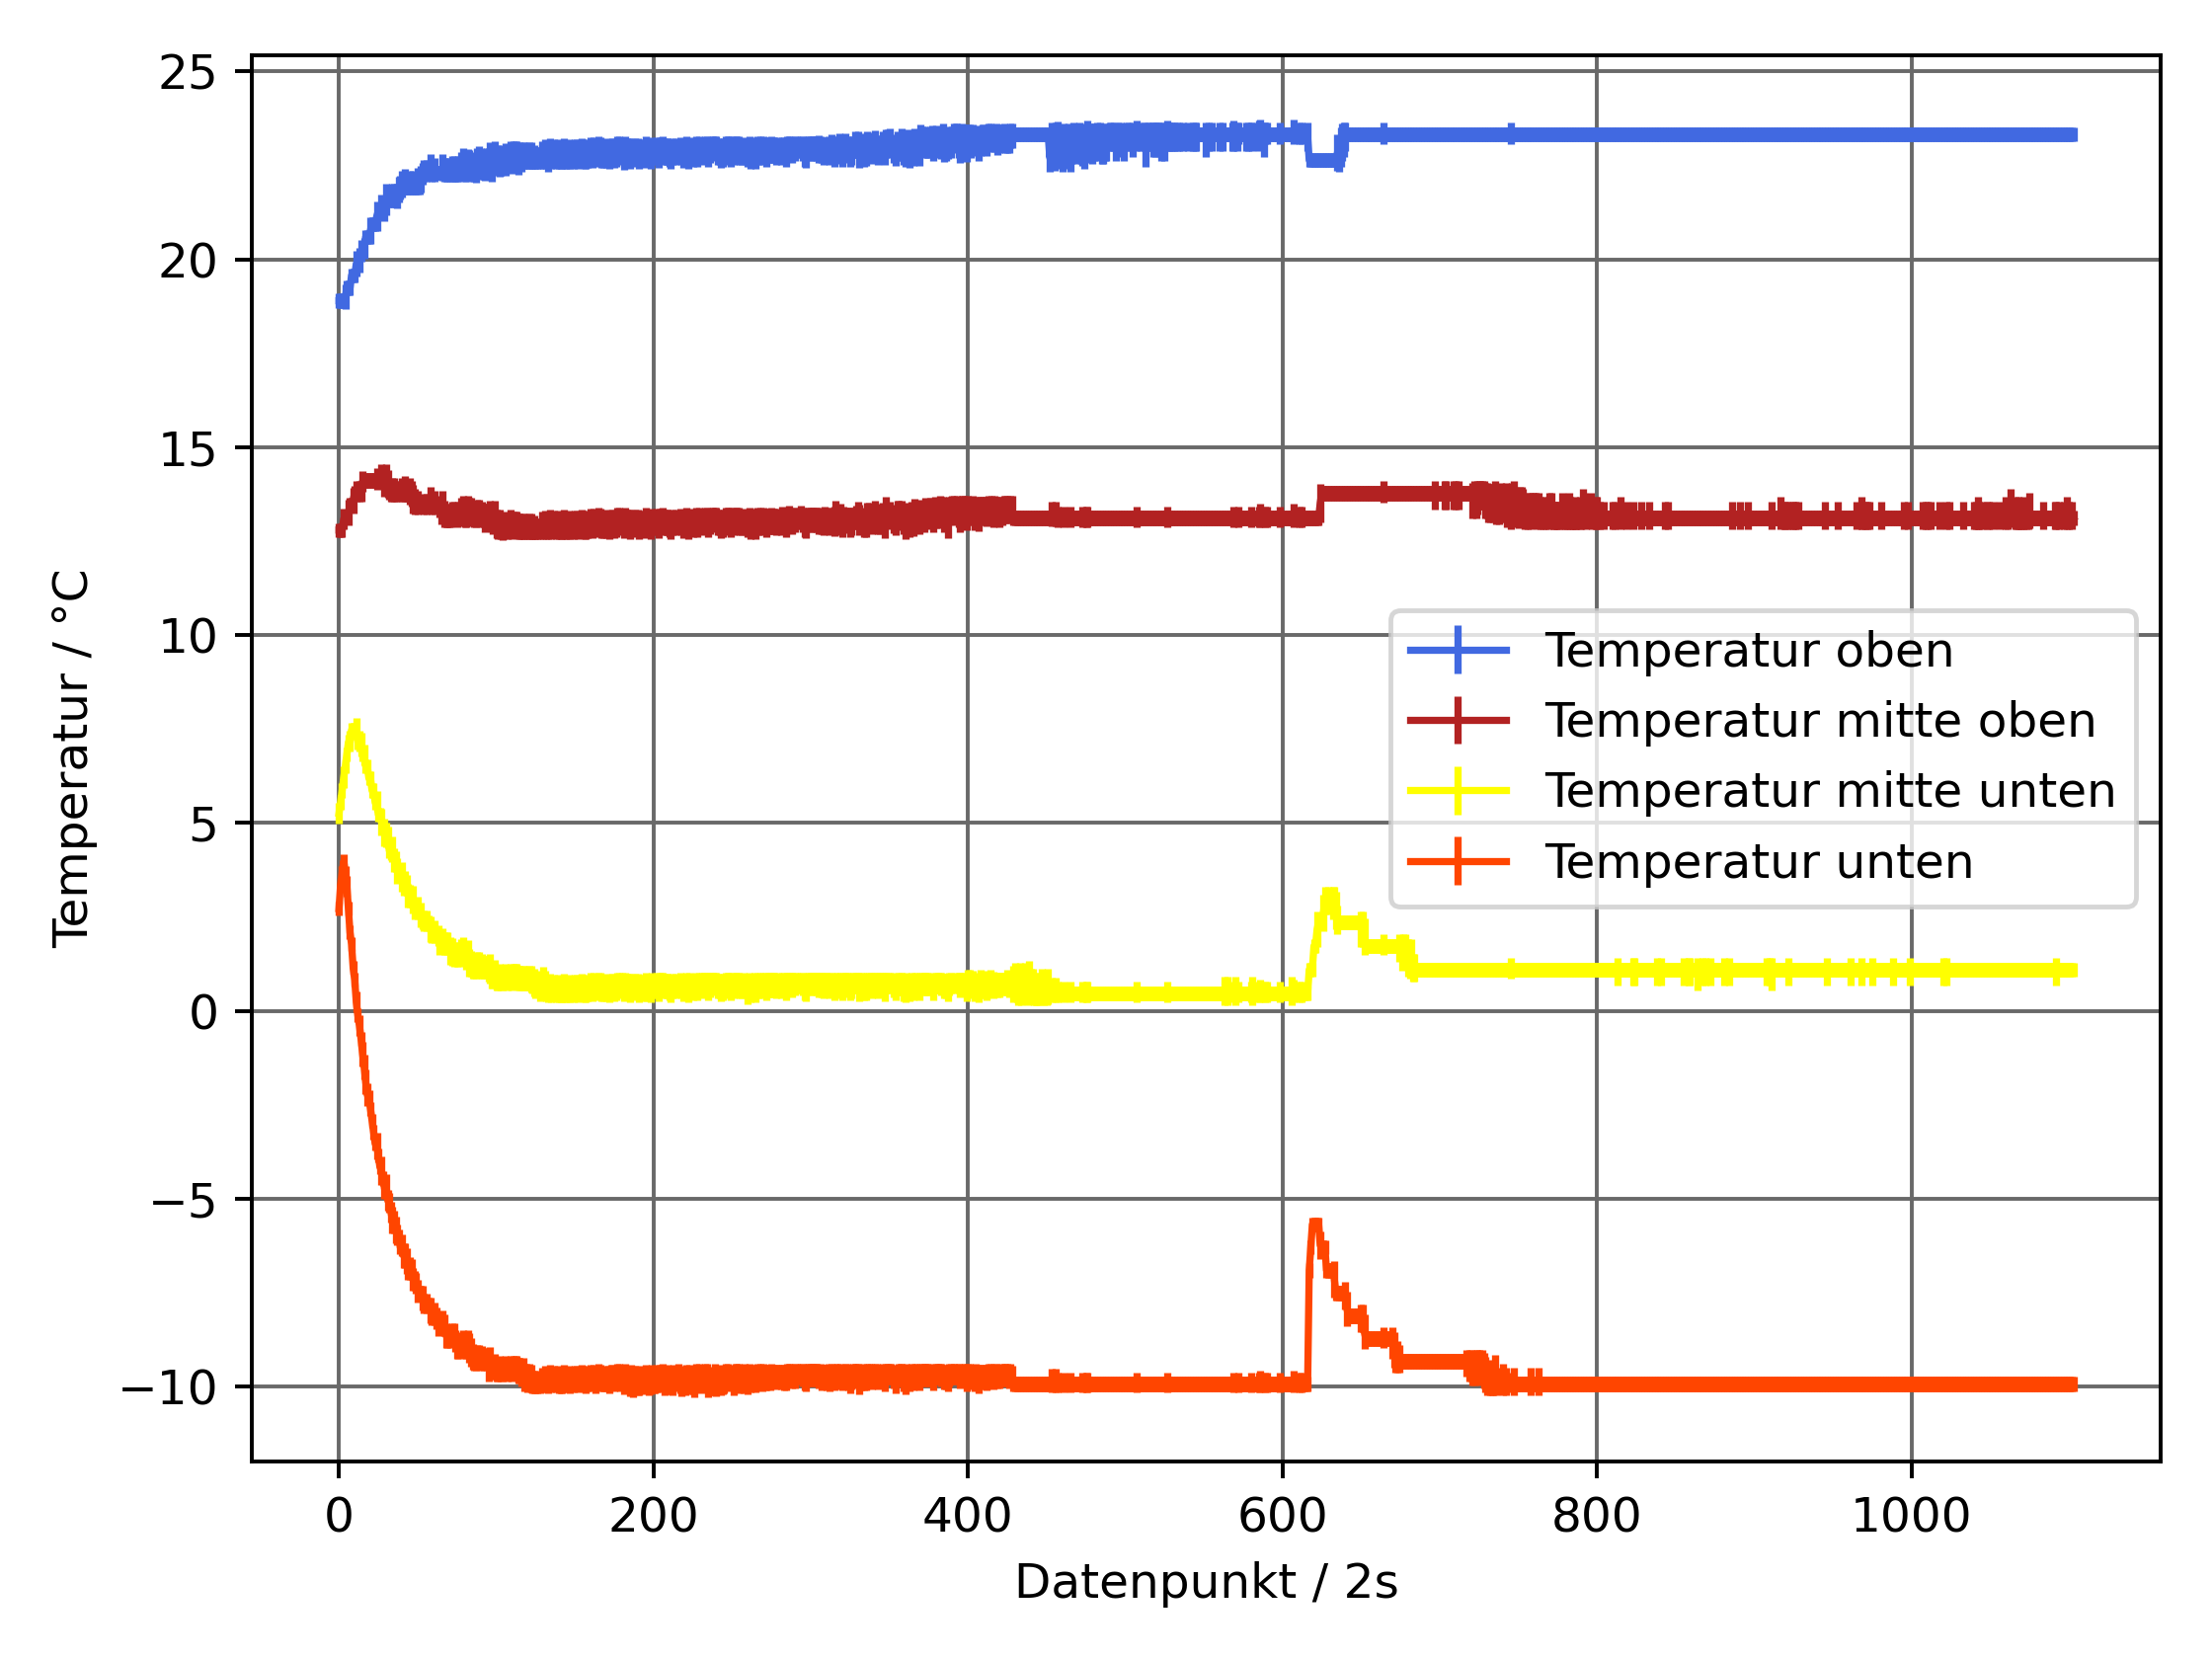 25
20
15
10
5
0
−5
−10
Temperatur / °C
Temperatur oben
Temperatur mitte oben
Temperatur mitte unten
Temperatur unten
0 200 400 600 800 1000
Datenpunkt / 2s